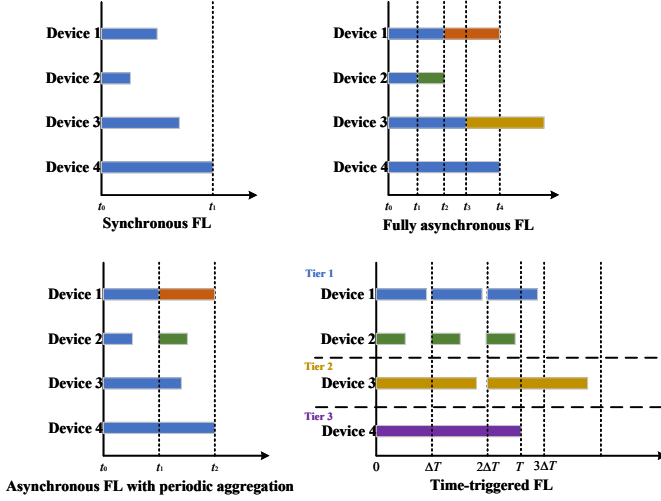 Device 1
Device 2
Device 3
Device 4
t0 t1
Synchronous FL
Device 1
Device 2
Device 3
Device 4
t0 t1 t2 t3 t4
Fully asynchronous FL
Device 1
Device 2
Device 3
Device 4
t0 t1 t2
Asynchronous FL with periodic aggregation
Tier 1
Device 1
Device 2
Tier 2
Device 3
Tier 3
Device 4
0 ΔT 2ΔT T 3ΔT
Time-triggered FL